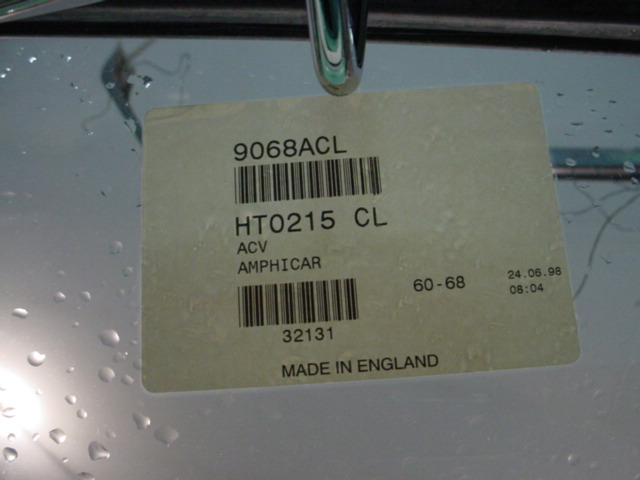 9068ACL
HT0215 CL
ACV
AMPHICAR
60-68
24.06.98
08:04
32131
MADE IN ENGLAND